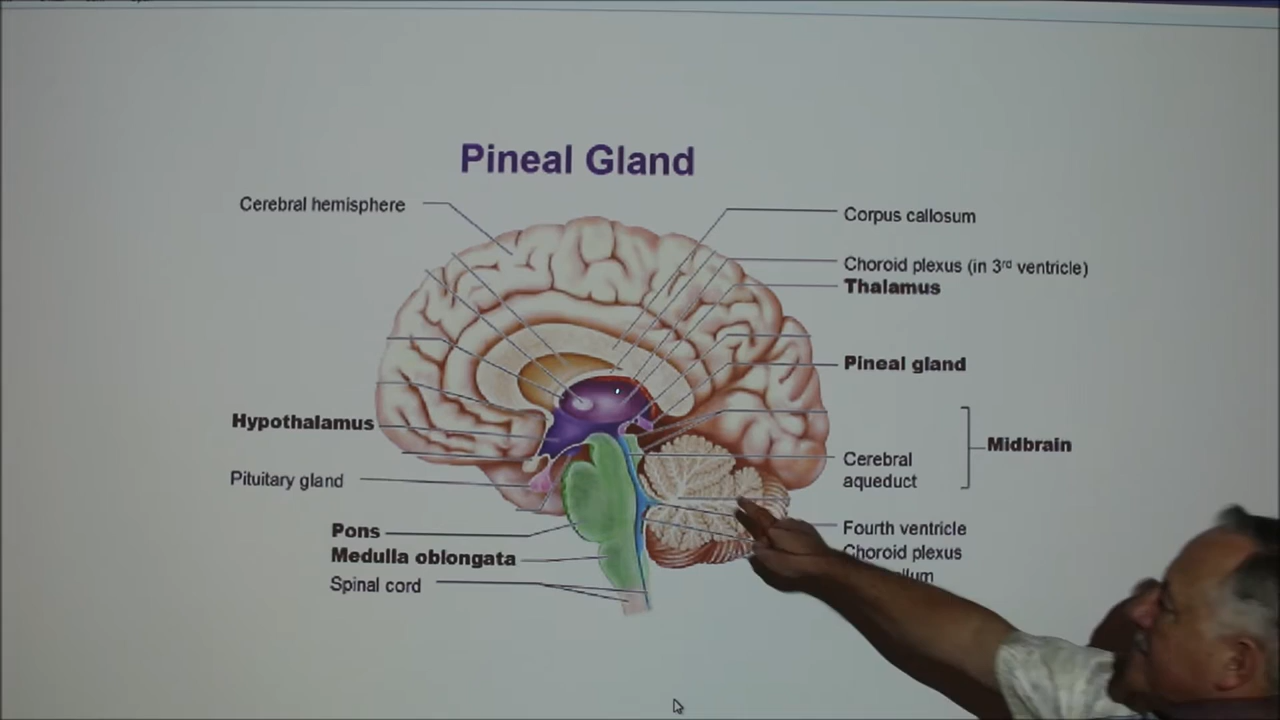 Pineal Gland
Cerebral hemisphere
Corpus callosum
Choroid plexus (in 3rd ventricle)
Thalamus
Pineal gland
Hypothalamus
Midbrain
Cerebral
aqueduct
Pituitary gland
Fourth ventricle
Pons
Choroid plexus
Medulla oblongata
Spinal cord